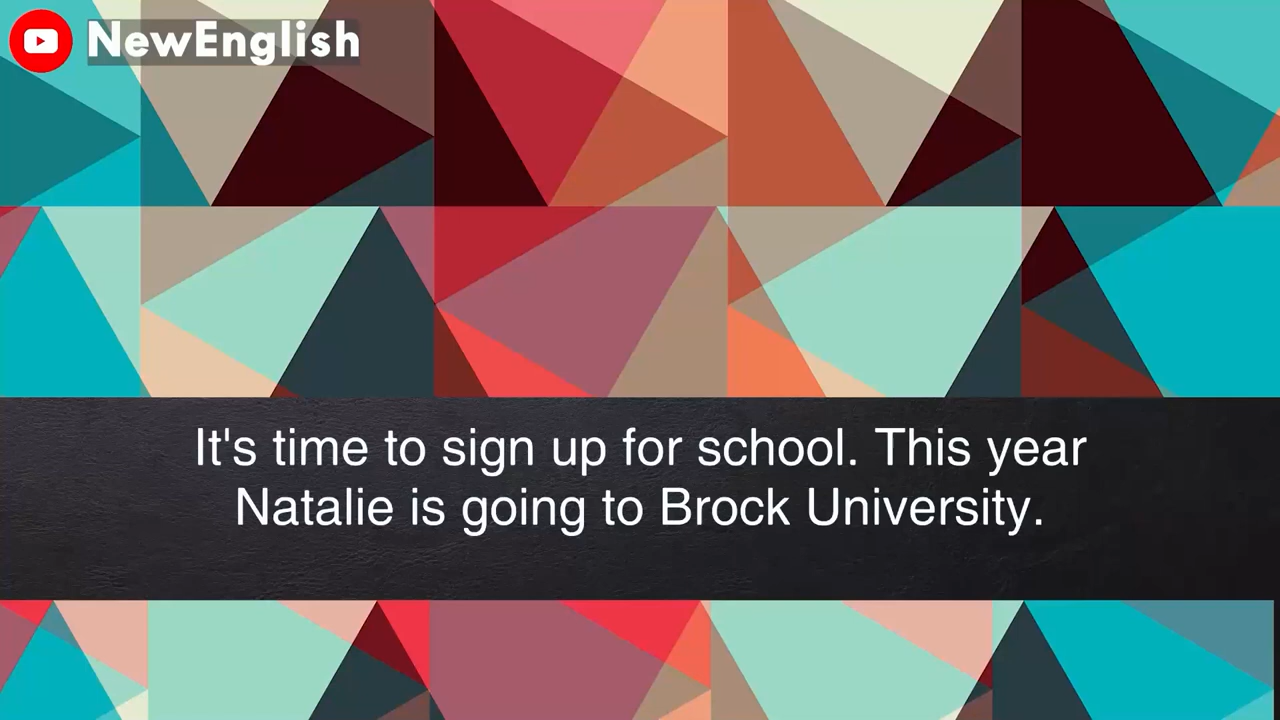 NewEnglish
It's time to sign up for school. This year
Natalie is going to Brock University.